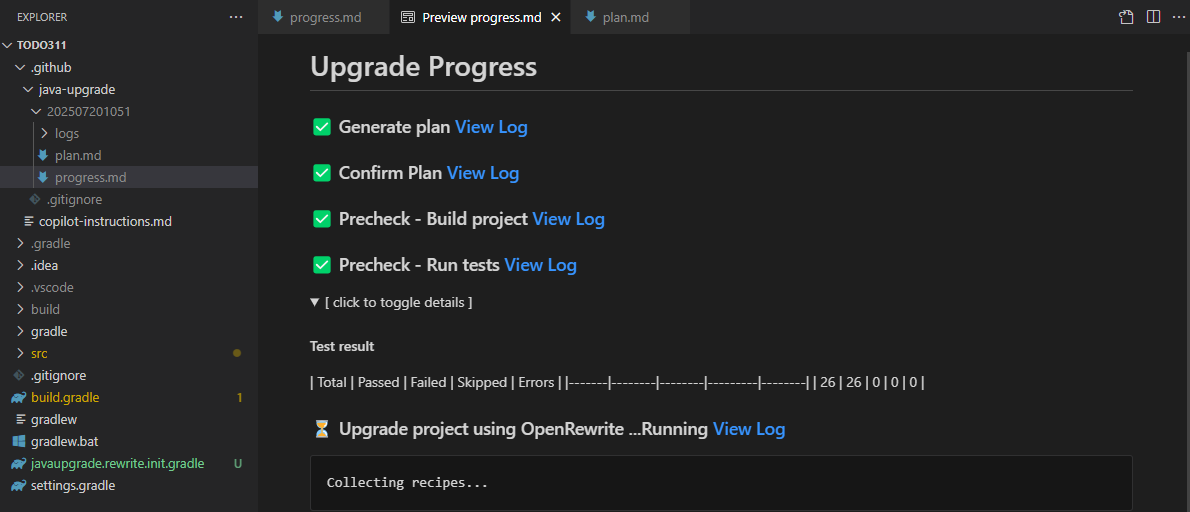 EXPLORER
TODO311
.github
java-upgrade
202507201051
logs
plan.md
progress.md
.gitignore
copilot-instructions.md
.gradle
.idea
.vscode
build
gradle
src
.gitignore
build.gradle 1
gradlew
gradlew.bat
javaupgrade.rewrite.init.gradle U
settings.gradle
progress.md
Preview progress.md
plan.md
Upgrade Progress
Generate plan View Log
Confirm Plan View Log
Precheck - Build project View Log
Precheck - Run tests View Log
[ click to toggle details ]
Test result
| Total | Passed | Failed | Skipped | Errors | |-------|--------|--------|---------|--------| | 26 | 26 | 0 | 0 | 0 |
Upgrade project using OpenRewrite ...Running View Log
Collecting recipes...